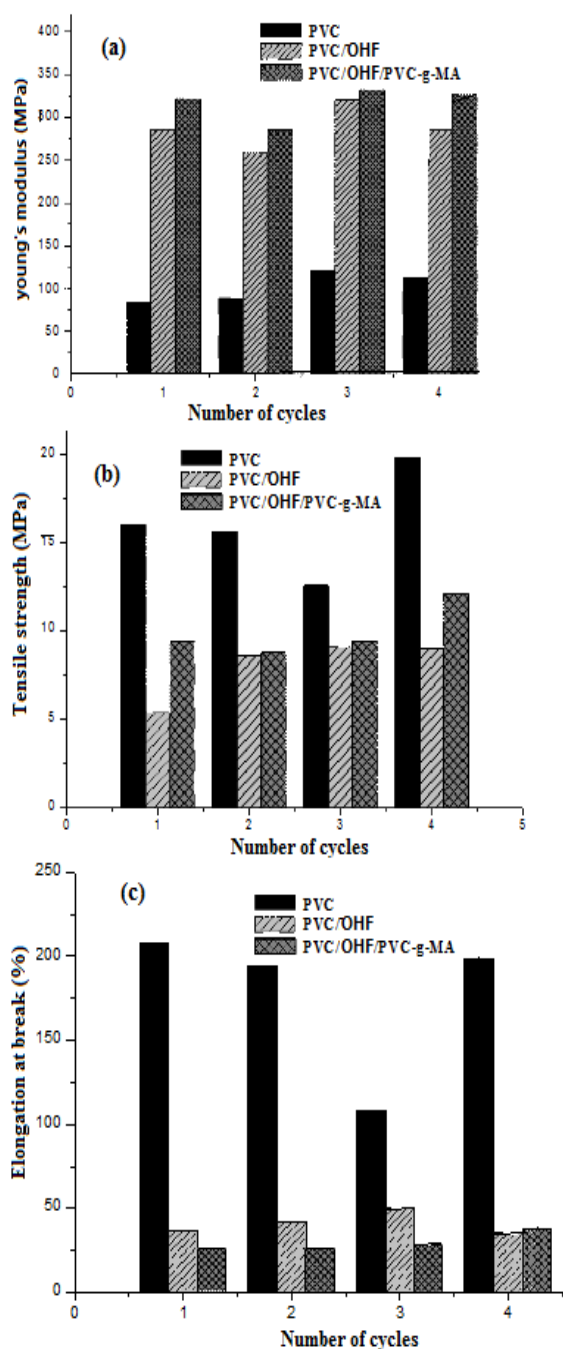 (a)
PVC
PVC/OHF
PVC/OHF/PVC-g-MA
young's modulus (MPa)
400
350
300
250
200
150
100
50
0
0 1 2 3 4
Number of cycles
(b)
PVC
PVC/OHF
PVC/OHF/PVC-g-MA
Tensile strength (MPa)
20
15
10
5
0
0 1 2 3 4 5
Number of cycles
(c)
PVC
PVC/OHF
PVC/OHF/PVC-g-MA
Elongation at break (%)
250
200
150
100
50
0
1 2 3 4
Number of cycles